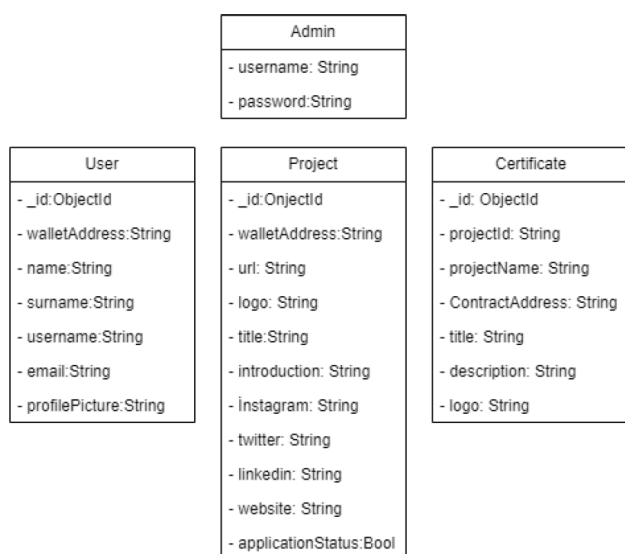 Admin
- username: String
- password:String
User
- _id:ObjectId
- walletAddress:String
- name:String
- surname:String
- username:String
- email:String
- profilePicture:String
Project
- _id:OnjectId
- walletAddress:String
- url: String
- logo: String
- title:String
- introduction: String
- İnstagram: String
- twitter: String
- linkedin: String
- website: String
- applicationStatus:Bool
Certificate
- _id: ObjectId
- projectId: String
- projectName: String
- ContractAddress: String
- title: String
- description: String
- logo: String